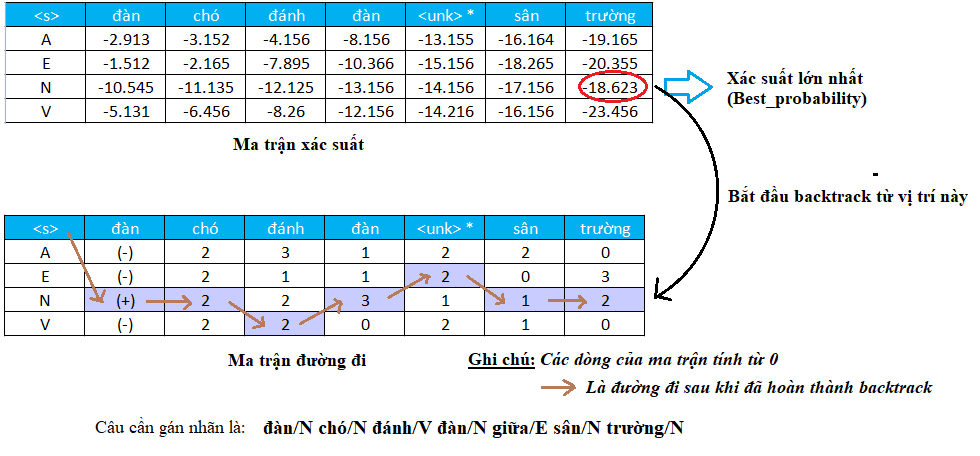 <s> đàn chó đánh đàn <unk> * sân trường
A -2.913 -3.152 -4.156 -8.156 -13.155 -16.164 -19.165
E -1.512 -2.165 -7.895 -10.366 -15.156 -18.265 -20.355
N -10.545 -11.135 -12.125 -13.156 -14.156 -17.156 -18.623
V -5.131 -6.456 -8.26 -12.156 -14.216 -16.156 -23.456
Xác suất lớn nhất
(Best_probability)
Ma trận xác suất
Bắt đầu backtrack từ vị trí này
<s> đàn chó đánh đàn <unk> * sân trường
A (-) 2 3 1 2 2 0
E (-) 2 1 1 2 0 3
N (+) 2 2 3 1 1 2
V (-) 2 2 0 2 1 0
Ma trận đường đi
Ghi chú: Các dòng của ma trận tính từ 0
Là đường đi sau khi đã hoàn thành backtrack
Câu cần gán nhãn là: đàn/N chó/N đánh/V đàn/N giữa/E sân/N trường/N